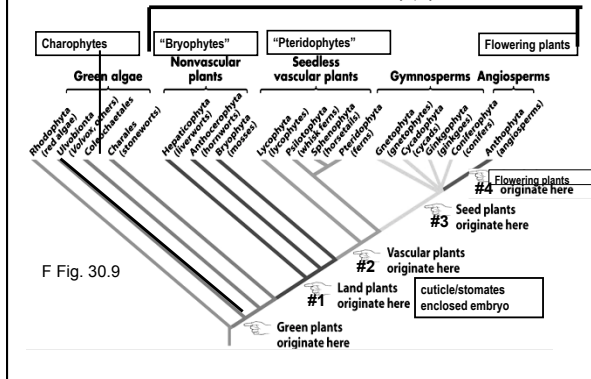 Charophytes
“Bryophytes”
“Pteridophytes”
Flowering plants
Green algae
Nonvascular
plants
Seedless
vascular plants
Gymnosperms
Angiosperms
Rhodophyta
(red algae)
Ulvobionta
(Volvox, others)
Coleochaetales
Charales
(stoneworts)
Hepaticophyta
(liverworts)
Anthocerophyta
(hornworts)
Bryophyta
(mosses)
Lycophyta
(lycophytes)
Psilotophyta
(whisk ferns)
Sphenophyta
(horsetails)
Pteridophyta
(ferns)
Gnetophyta
(gnetophytes)
Cycadophyta
(cycads)
Ginkgophyta
(ginkgoes)
Coniferophyta
(conifers)
Anthophyta
(angiosperms)
Flowering plants
#4 originate here
Seed plants
#3 originate here
Vascular plants
#2 originate here
Land plants
#1 originate here
cuticle/stomates
enclosed embryo
Green plants
originate here
F Fig. 30.9